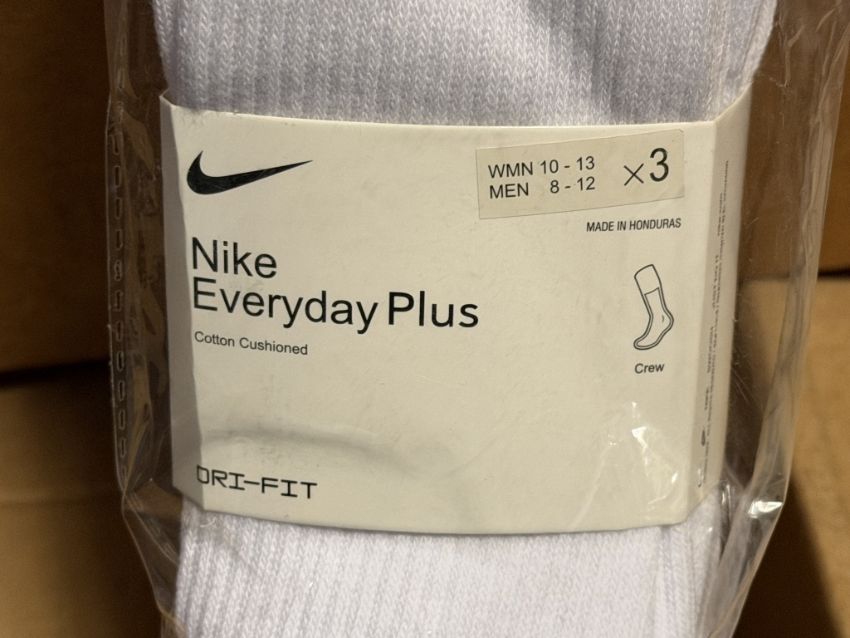 WMN 10 - 13
MEN 8 - 12
×3
MADE IN HONDURAS
Nike
Everyday Plus
Cotton Cushioned
Crew
DRI-FIT